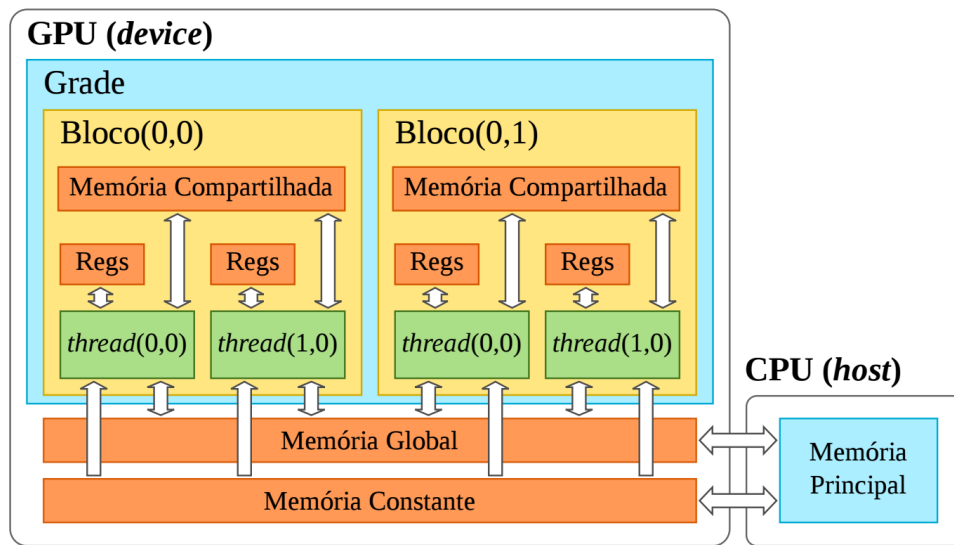 GPU (device)
Grade
Bloco(0,0)
Bloco(0,1)
Memória Compartilhada
Memória Compartilhada
Regs
Regs
Regs
Regs
thread(0,0)
thread(1,0)
thread(0,0)
thread(1,0)
CPU (host)
Memória Global
Memória
Principal
Memória Constante